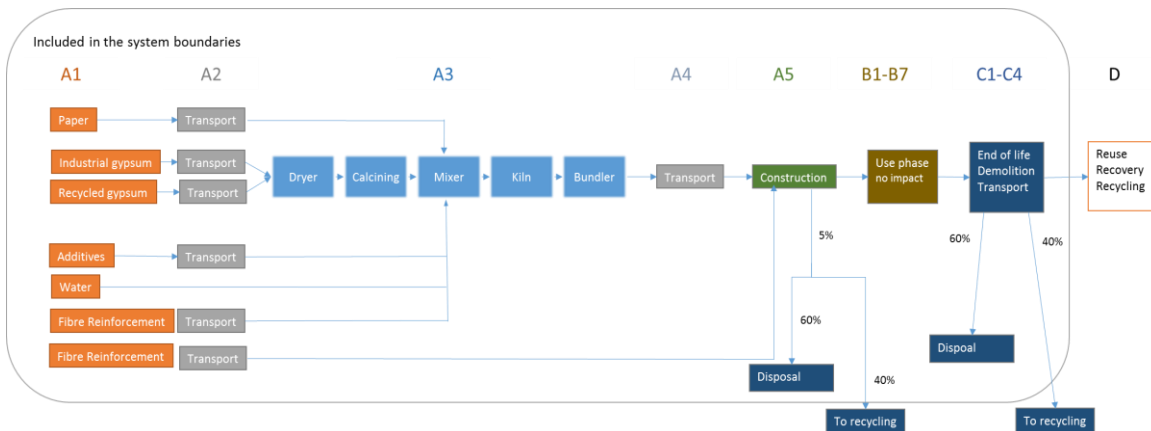 Included in the system boundaries
A1
A2
A3
A4
A5
B1-B7
C1-C4
D
Paper
Transport
Industrial gypsum
Transport
Recycled gypsum
Transport
Dryer
Calcining
Mixer
Kiln
Bundler
Transport
Construction
Use phase
no impact
End of life
Demolition
Transport
Reuse
Recovery
Recycling
5%
60%
40%
Additives
Transport
Water
Fibre Reinforcement
Transport
Fibre Reinforcement
Transport
60%
Disposal
40%
To recycling
Dispoal
To recycling